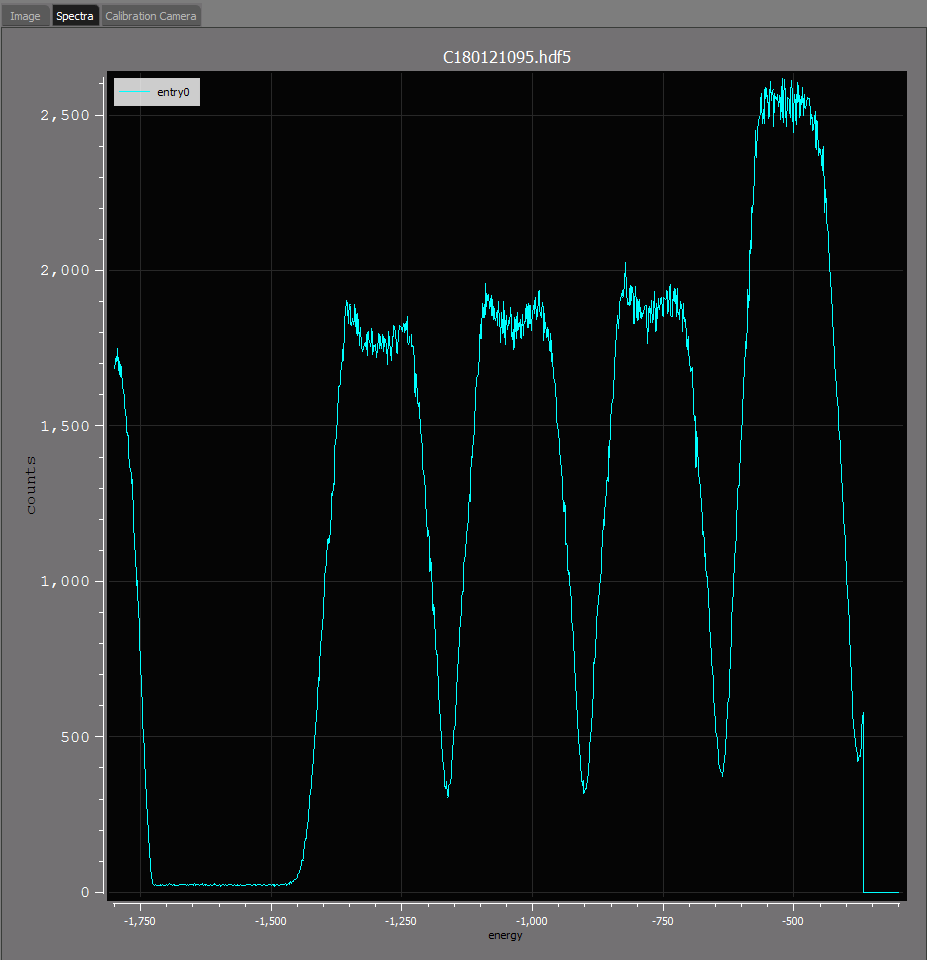 Image Spectra Calibration Camera
C180121095.hdf5
entry0
2,500
2,000
1,500
counts
1,000
500
0
-1,750 -1,500 -1,250 -1,000 -750 -500
energy